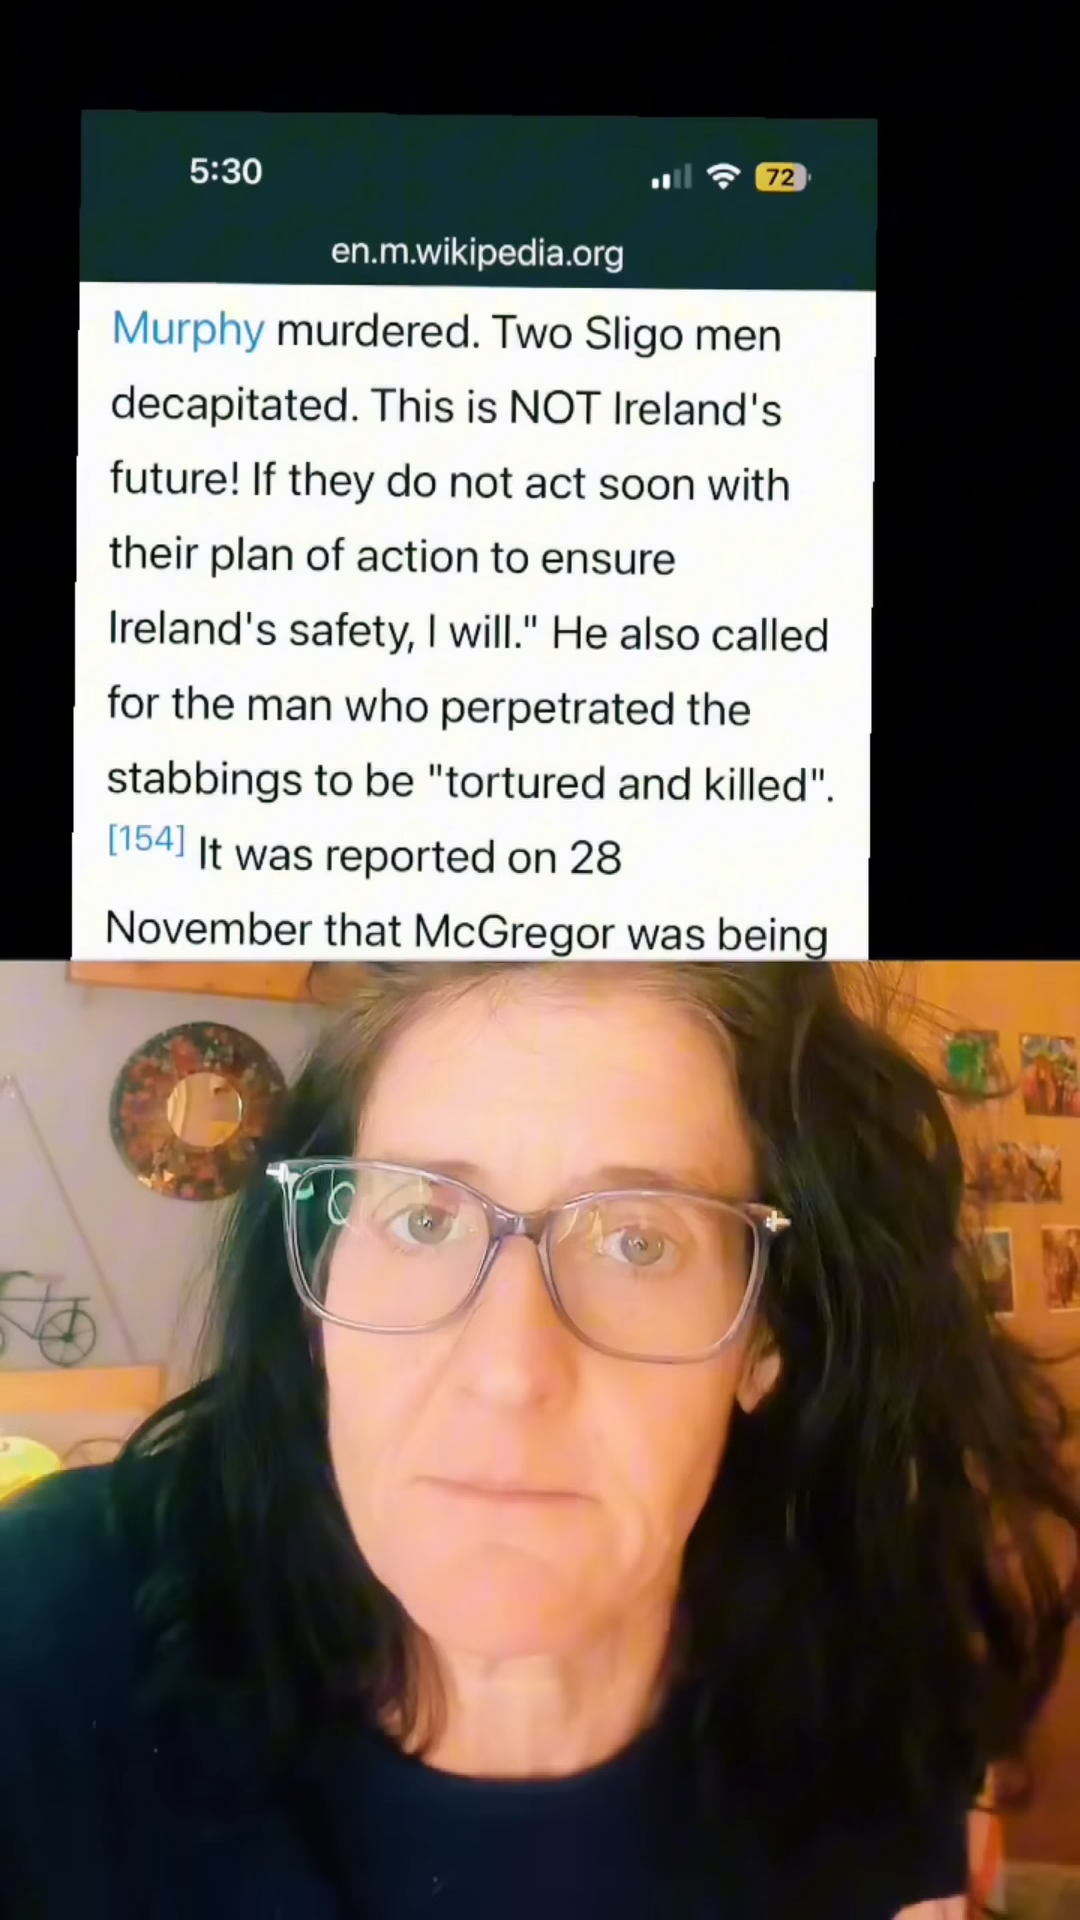 5:30
72
en.m.wikipedia.org
Murphy murdered. Two Sligo men
decapitated. This is NOT Ireland's
future! If they do not act soon with
their plan of action to ensure
Ireland's safety, I will." He also called
for the man who perpetrated the
stabbings to be "tortured and killed".
[154] It was reported on 28
November that McGregor was being